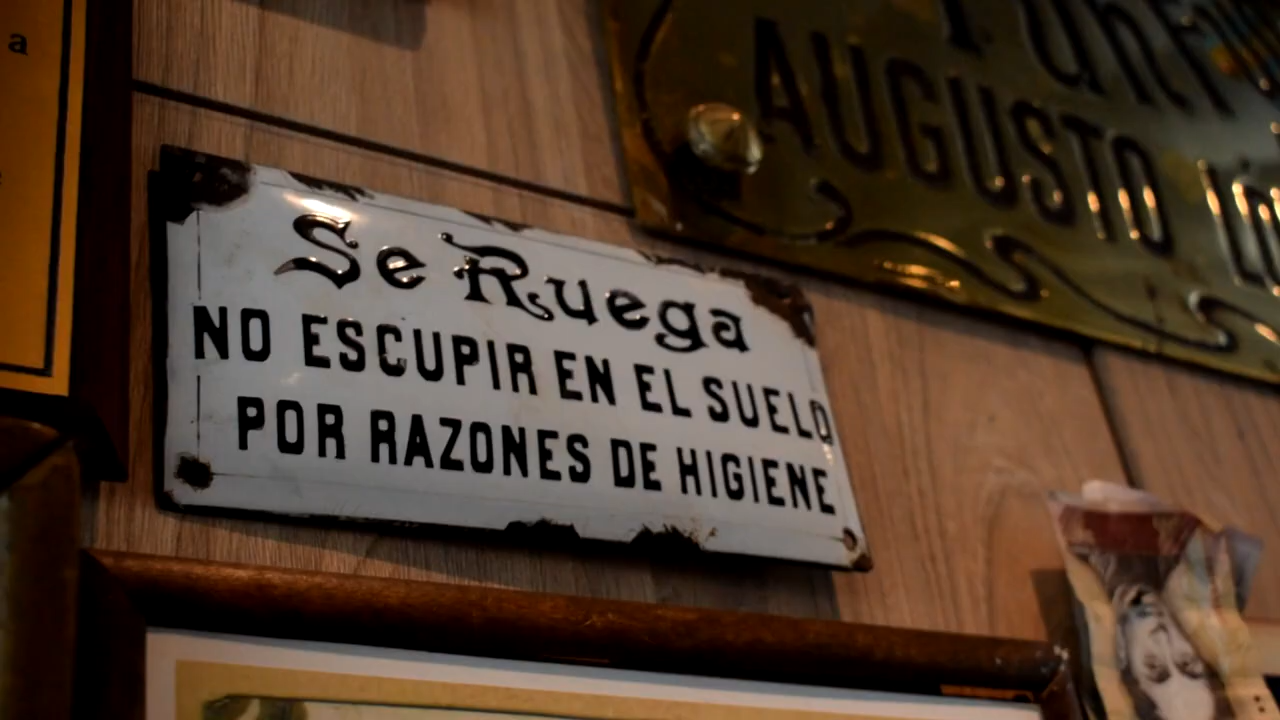 a
AUGUSTO
Se Ruega
NO ESCUPIR EN EL SUELO
POR RAZONES DE HIGIENE